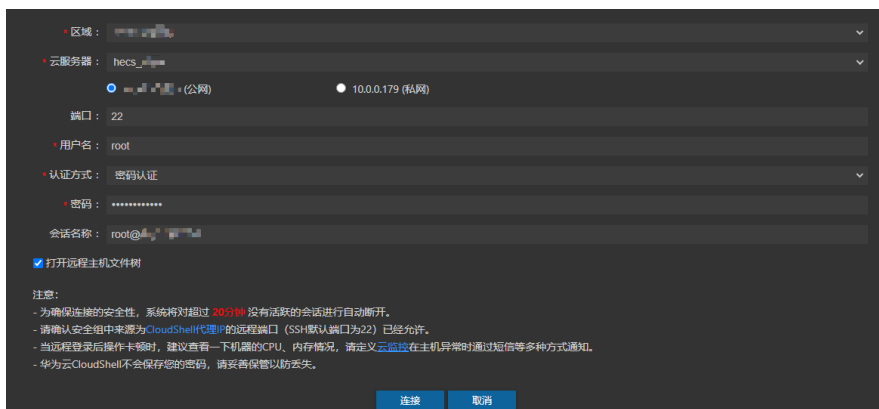 * 区域：
* 云服务器： hecs_
(公网) 10.0.0.179 (私网)
端口： 22
* 用户名： root
* 认证方式： 密码认证
* 密码： ••••••••••••
会话名称： root@
打开远程主机文件树
注意：
- 为确保连接的安全性，系统将对超过 20分钟 没有活跃的会话进行自动断开。
- 请确认安全组中来源为CloudShell代理IP的远程端口（SSH默认端口为22）已经允许。
- 当远程登录后操作卡顿时，建议查看一下机器的CPU、内存情况，请定义云监控在主机异常时通过短信等多种方式通知。
- 华为云CloudShell不会保存您的密码，请妥善保管以防丢失。
连接 取消